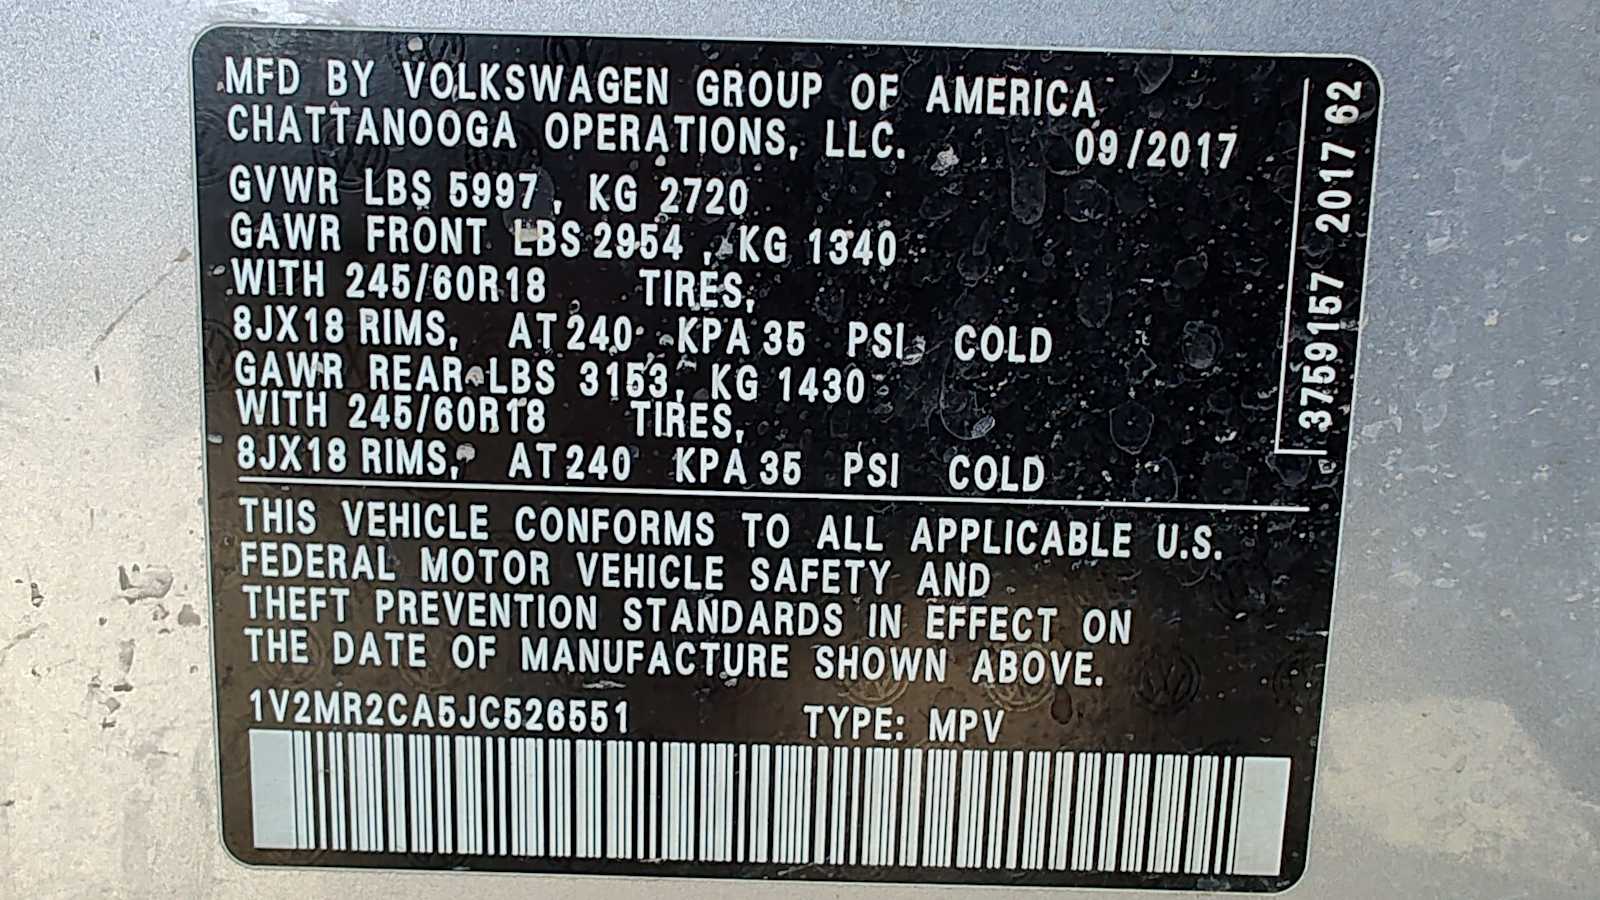 MFD BY VOLKSWAGEN GROUP OF AMERICA
CHATTANOOGA OPERATIONS, LLC. 09/2017
GVWR LBS 5997, KG 2720
GAWR FRONT LBS 2954, KG 1340
WITH 245/60R18 TIRES,
8JX18 RIMS, AT 240 KPA 35 PSI, COLD
GAWR REAR LBS 3153, KG 1430
WITH 245/60R18 TIRES,
8JX18 RIMS, AT 240 KPA 35 PSI COLD
THIS VEHICLE CONFORMS TO ALL APPLICABLE U.S.
FEDERAL MOTOR VEHICLE SAFETY AND
THEFT PREVENTION STANDARDS IN EFFECT ON
THE DATE OF MANUFACTURE SHOWN ABOVE.
1V2MR2CA5JC526551 TYPE: MPV
3759157 2017 62